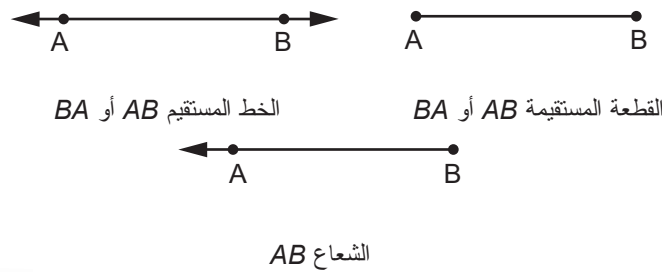 A B
A B
الخط المستقيم AB أو BA
القطعة المستقيمة AB أو BA
A B
الشعاع AB